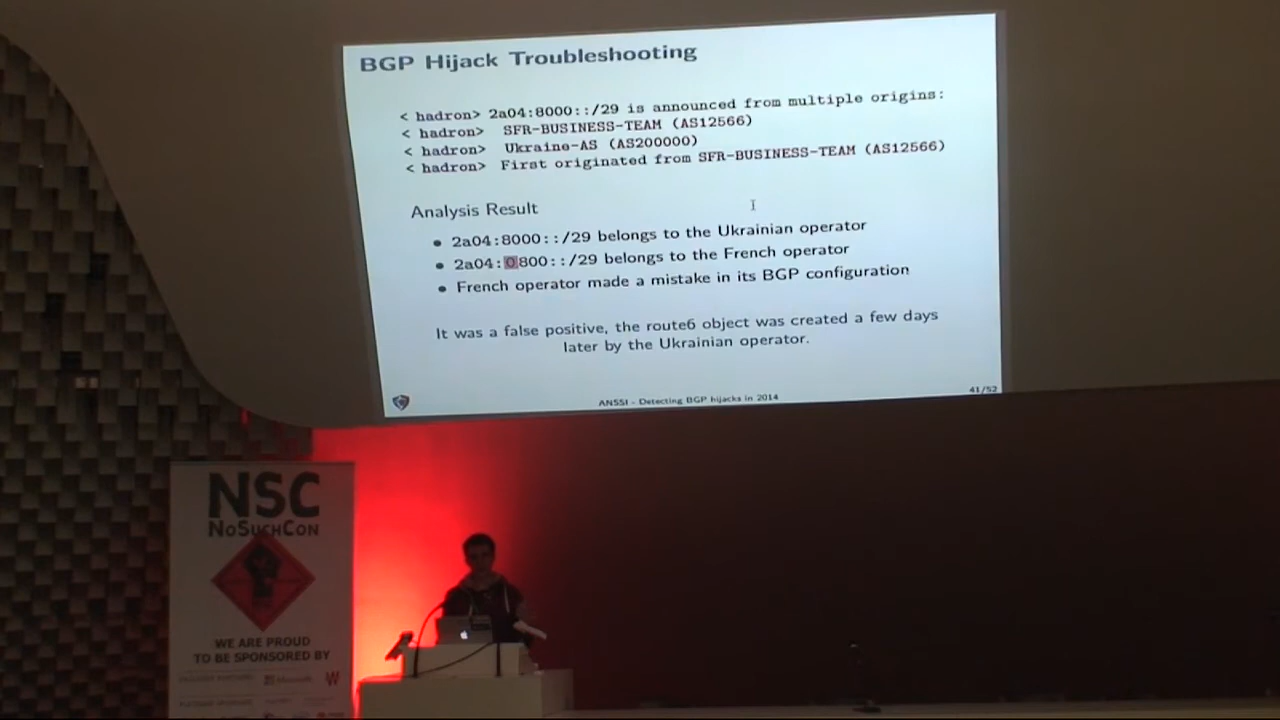 BGP Hijack Troubleshooting
< hadron> 2a04:8000::/29 is announced from multiple origins:
< hadron> SFR-BUSINESS-TEAM (AS12566)
< hadron> Ukraine-AS (AS200000)
< hadron> First originated from SFR-BUSINESS-TEAM (AS12566)
Analysis Result
• 2a04:8000::/29 belongs to the Ukrainian operator
• 2a04:0800::/29 belongs to the French operator
• French operator made a mistake in its BGP configuration
It was a false positive, the route6 object was created a few days
later by the Ukrainian operator.
ANSSI - Detecting BGP hijacks in 2014
41/52
NSC
NoSuchCon
WE ARE PROUD
TO BE SPONSORED BY
Microsoft